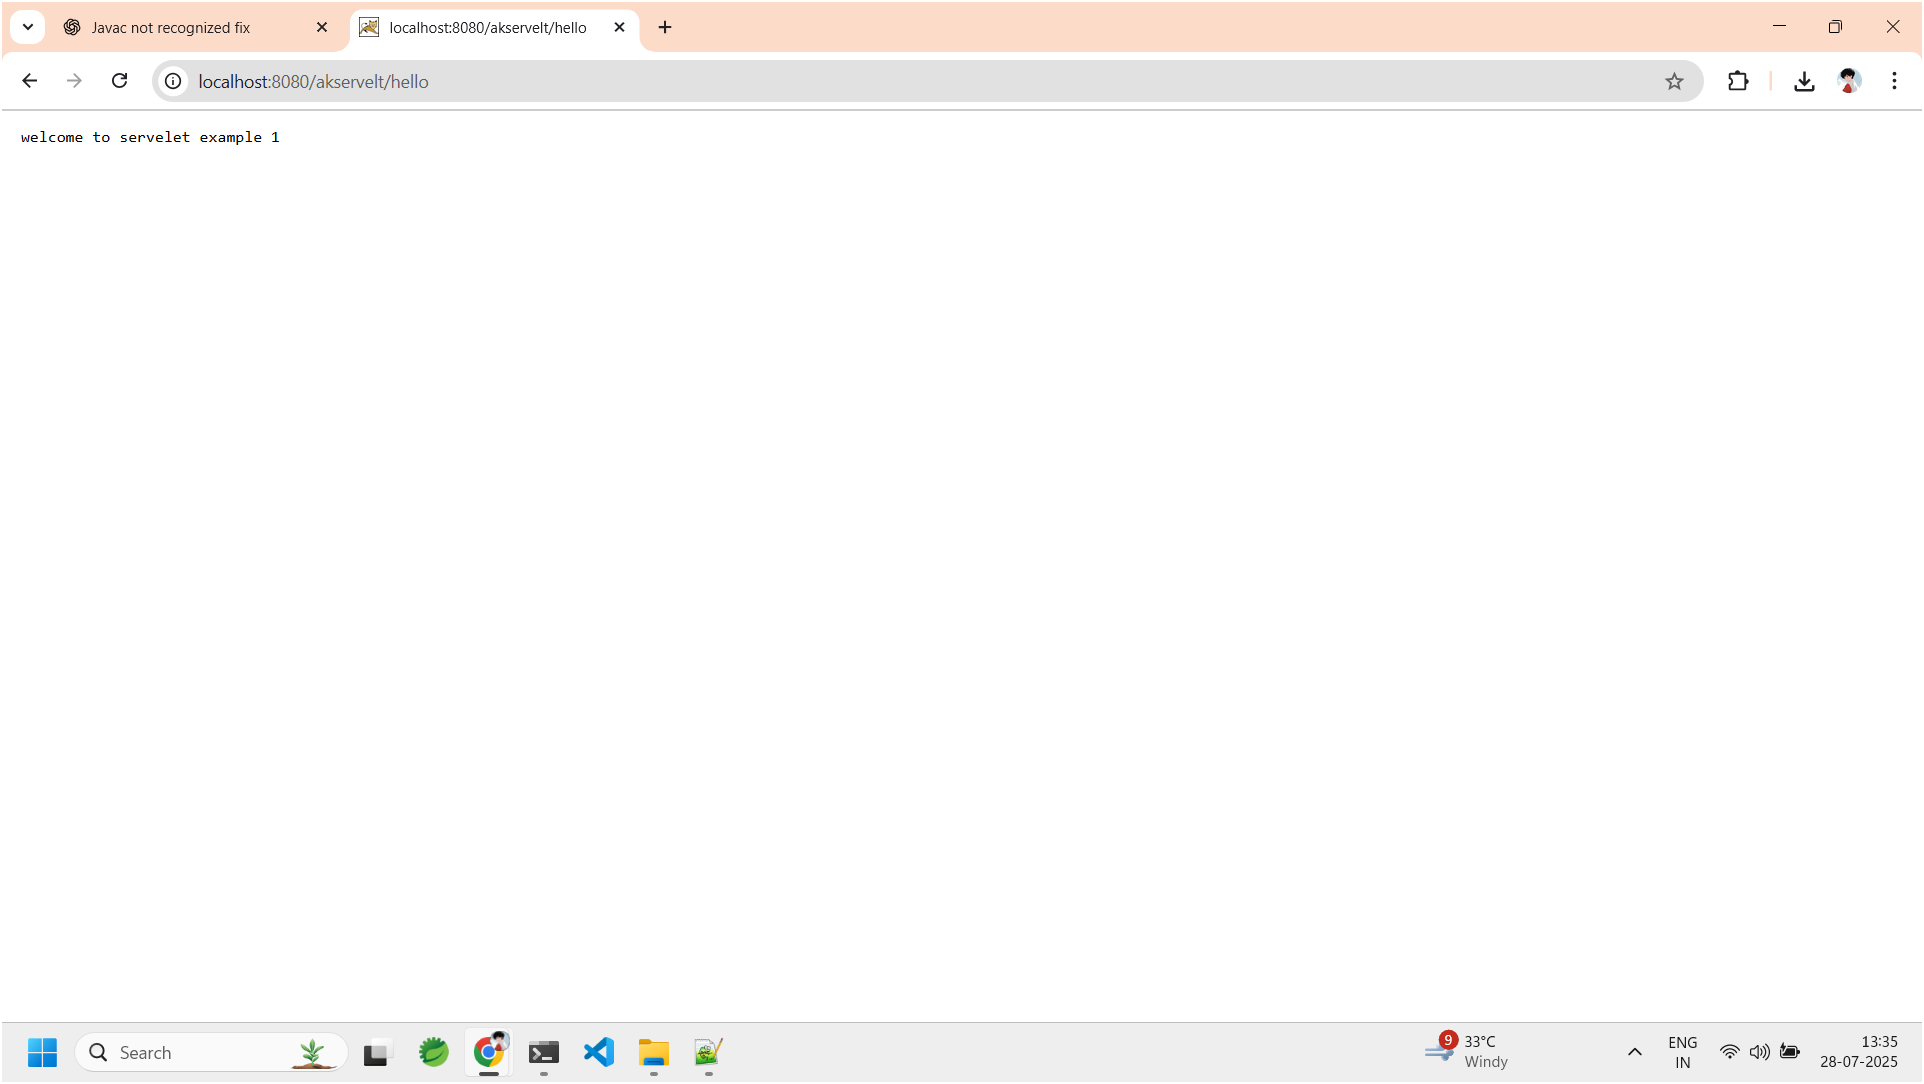 Javac not recognized fix
localhost:8080/akservelt/hello
localhost:8080/akservelt/hello
welcome to servelet example 1
Search
9
33°C
Windy
ENG
IN
13:35
28-07-2025